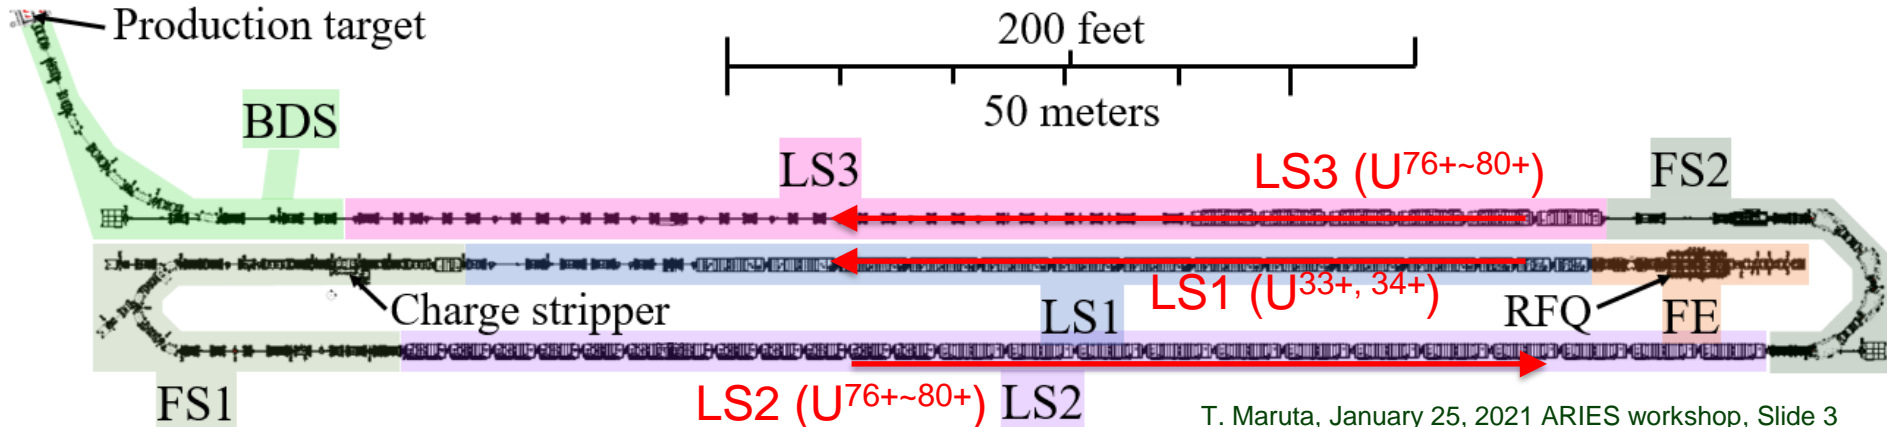 Production target
200 feet
50 meters
BDS
LS3
LS3 (U76+~80+)
FS2
Charge stripper
LS1
LS1 (U33+, 34+)
RFQ
FE
FS1
LS2 (U76+~80+)
LS2
T. Maruta, January 25, 2021 ARIES workshop, Slide 3